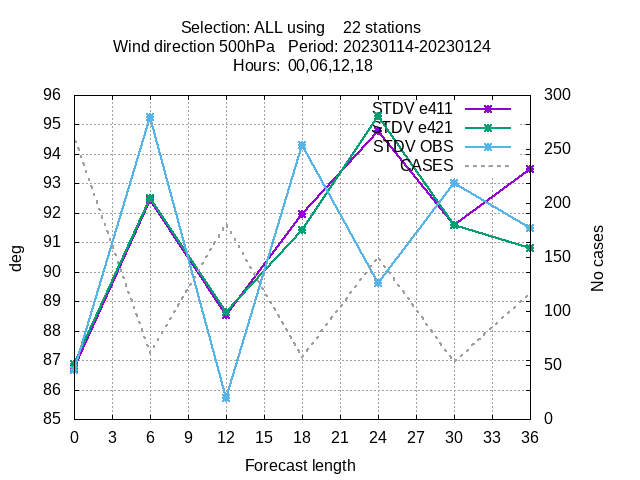 Selection: ALL using    22 stations
Wind direction 500hPa   Period: 20230114-20230124
Hours:  00,06,12,18
STDV e411
STDV e421
STDV OBS
CASES
96
95
94
93
92
91
90
89
88
87
86
85
300
250
200
150
100
50
0
deg
No cases
0 3 6 9 12 15 18 21 24 27 30 33 36
Forecast length